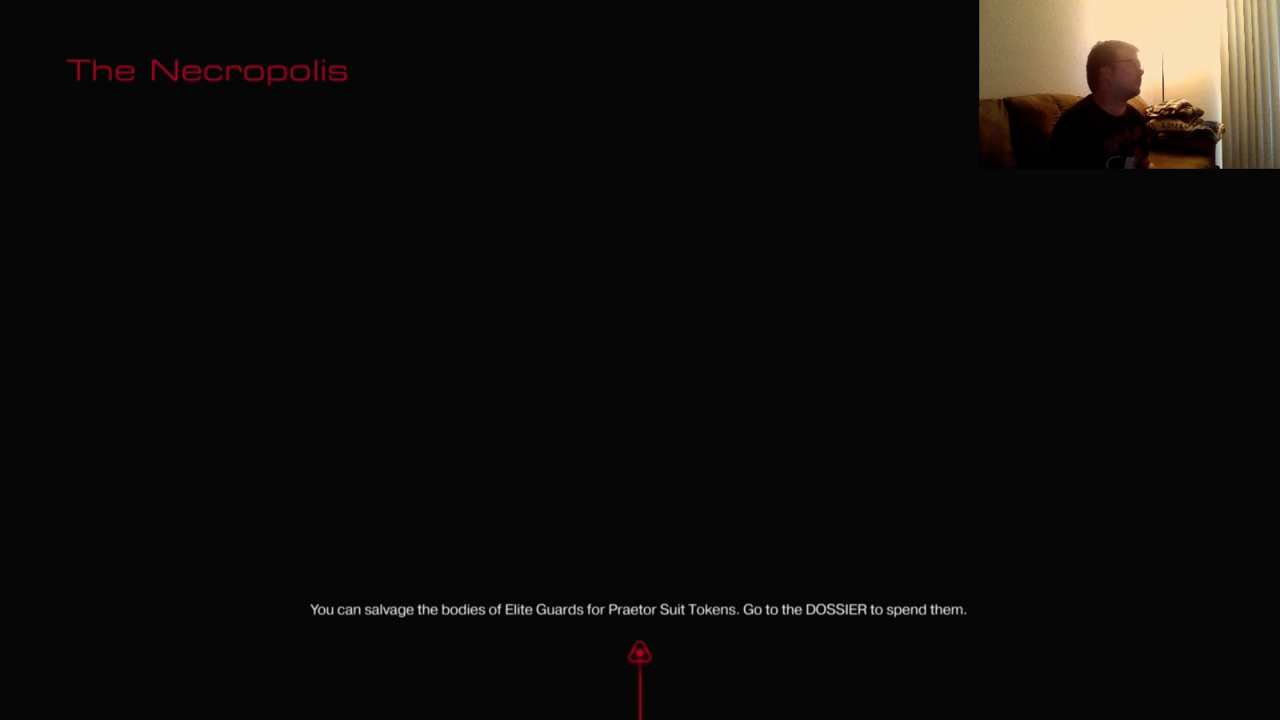 The Necropolis
You can salvage the bodies of Elite Guards for Praetor Suit Tokens. Go to the DOSSIER to spend them.